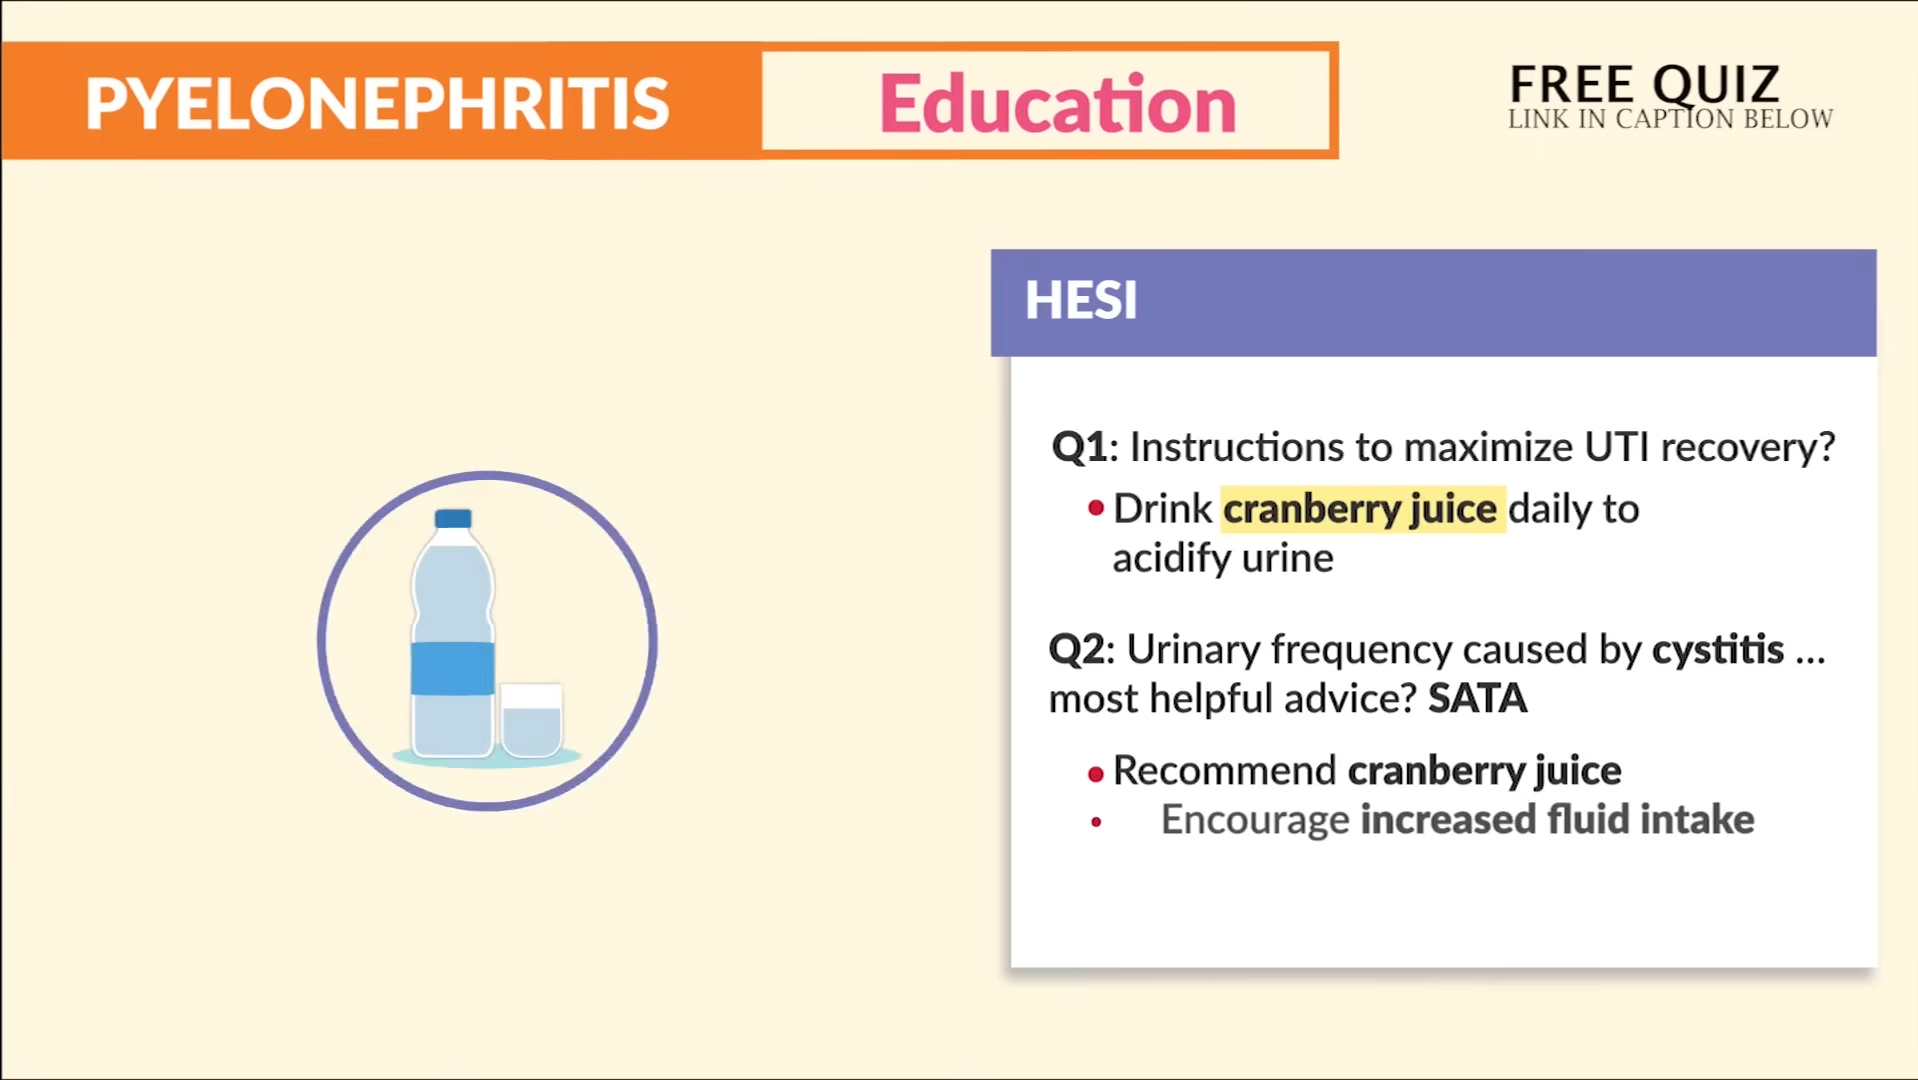 PYELONEPHRITIS
Education
FREE QUIZ
LINK IN CAPTION BELOW
HESI
Q1: Instructions to maximize UTI recovery?
• Drink cranberry juice daily to
acidify urine
Q2: Urinary frequency caused by cystitis ...
most helpful advice? SATA
• Recommend cranberry juice
• Encourage increased fluid intake